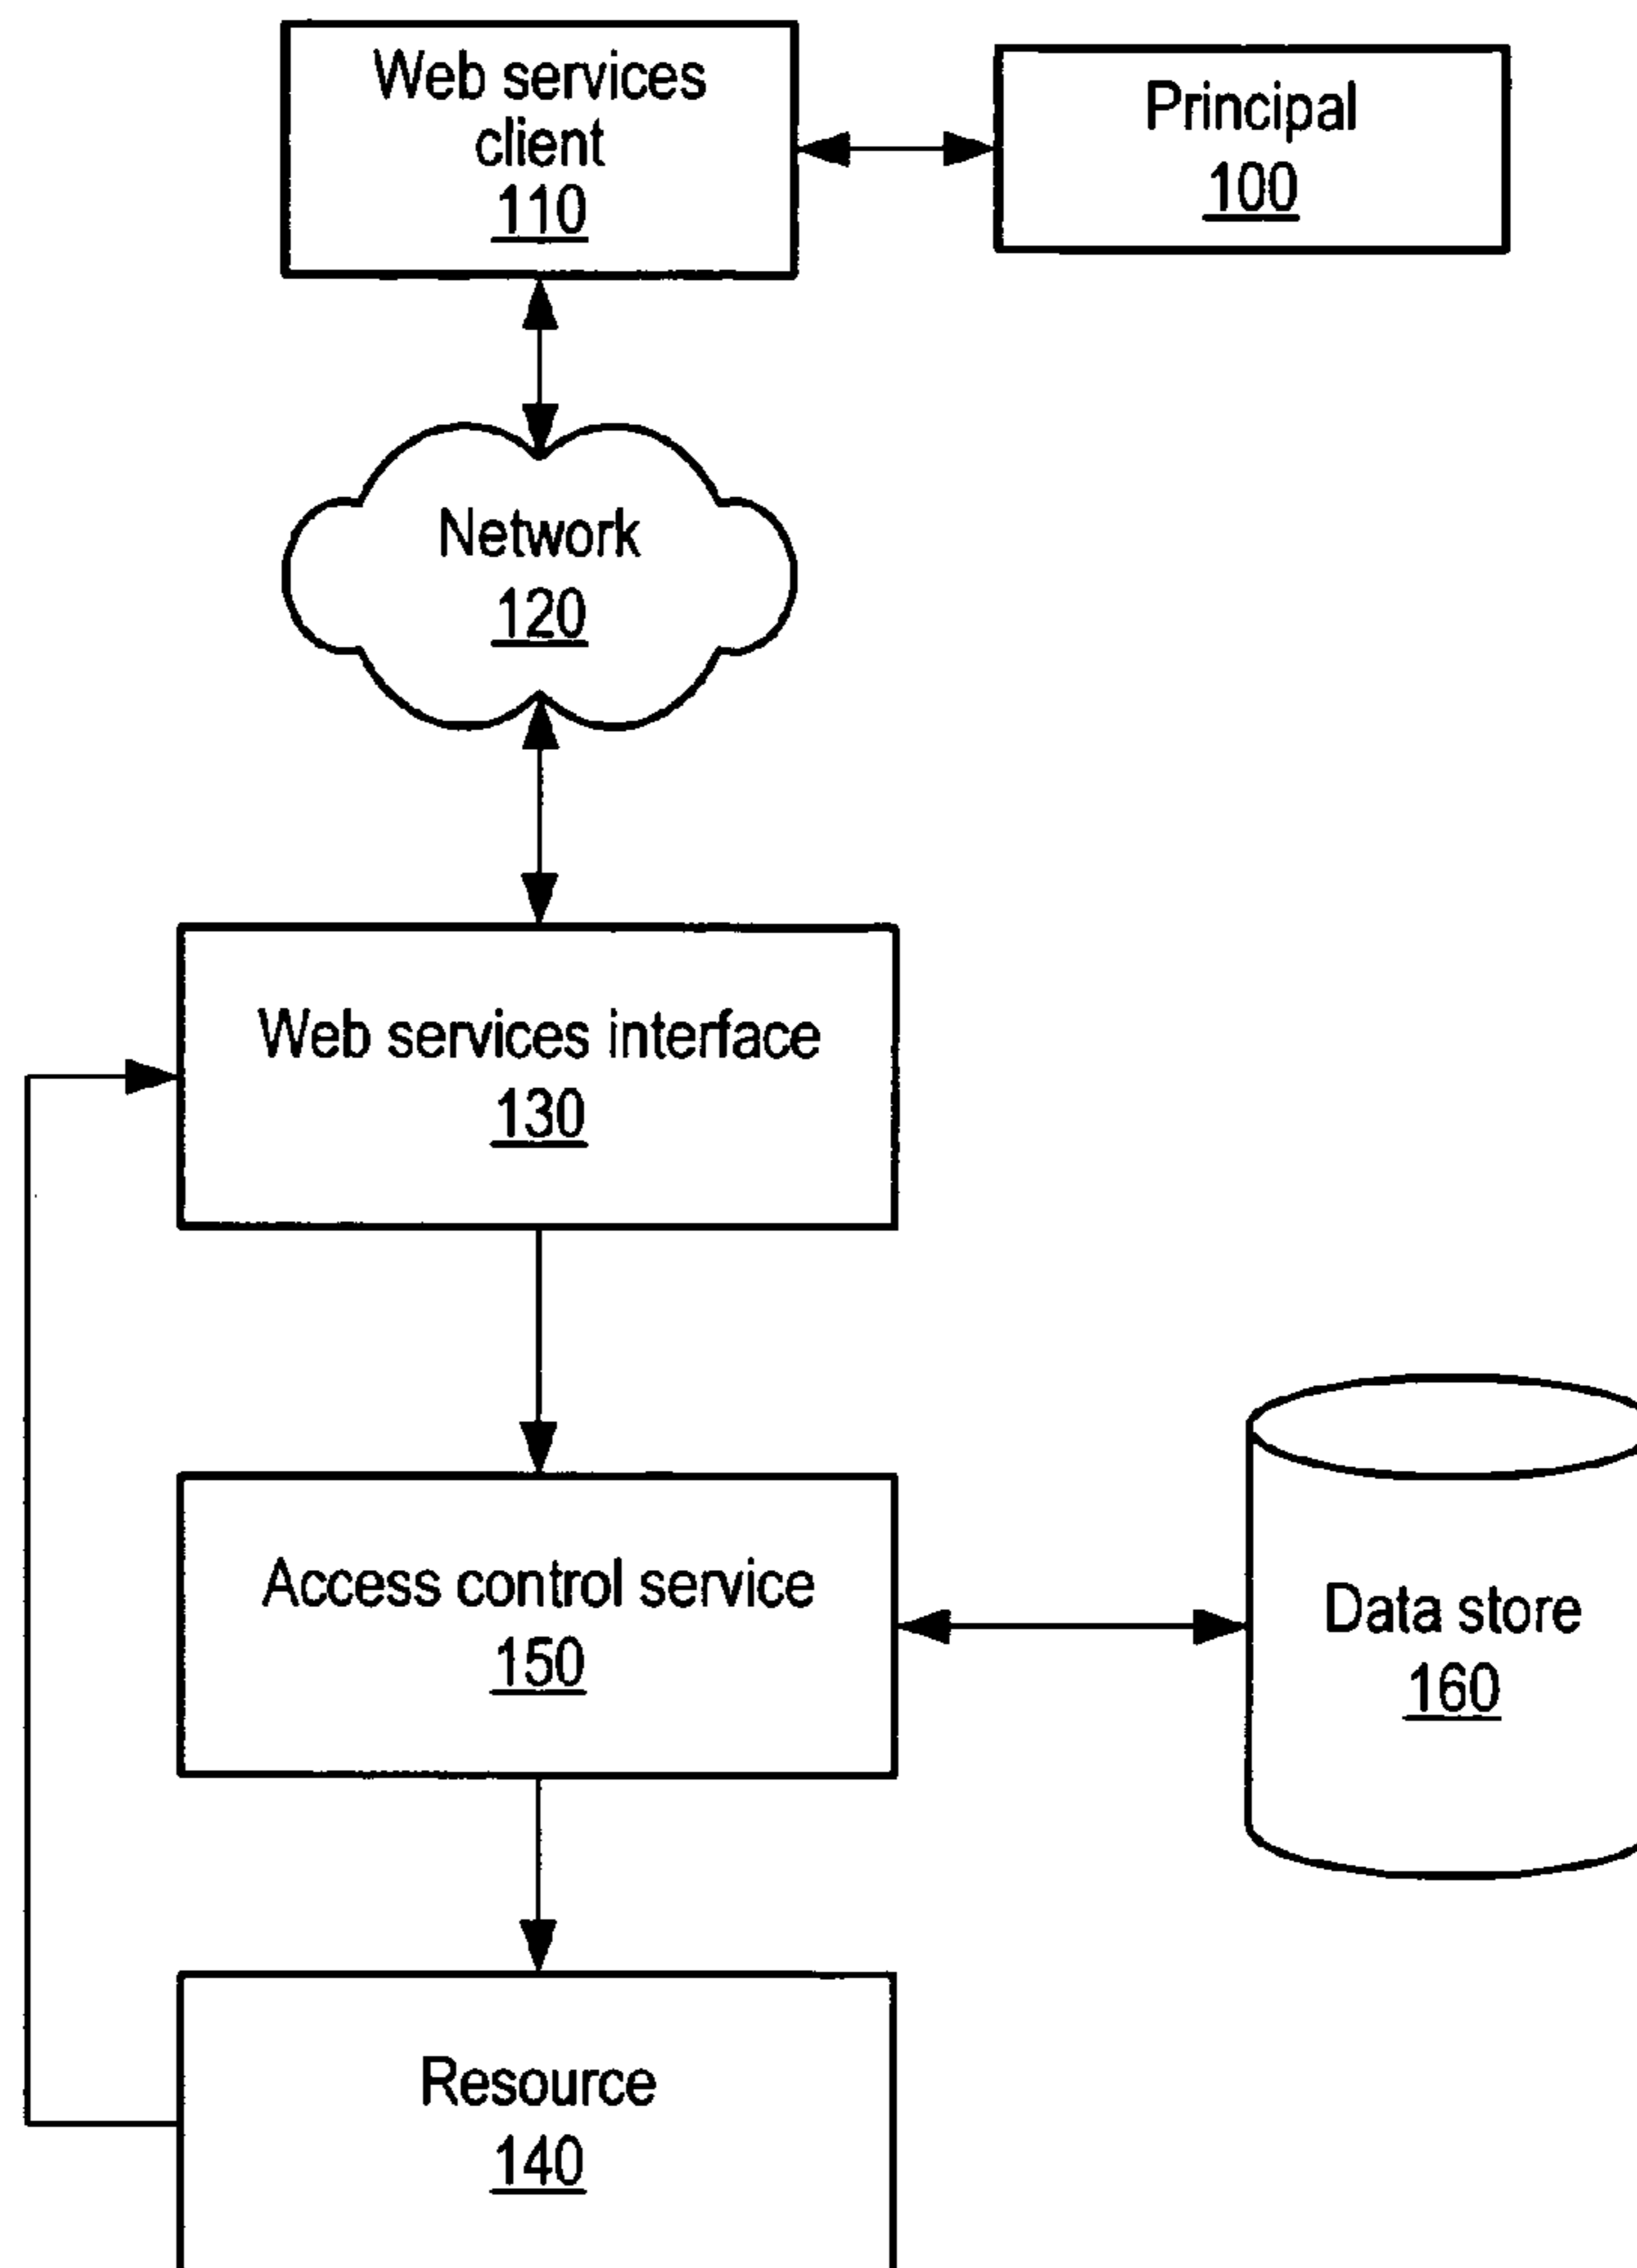 Web services
client
110
Principal
100
Network
120
Web services interface
130
Access control service
150
Data store
160
Resource
140